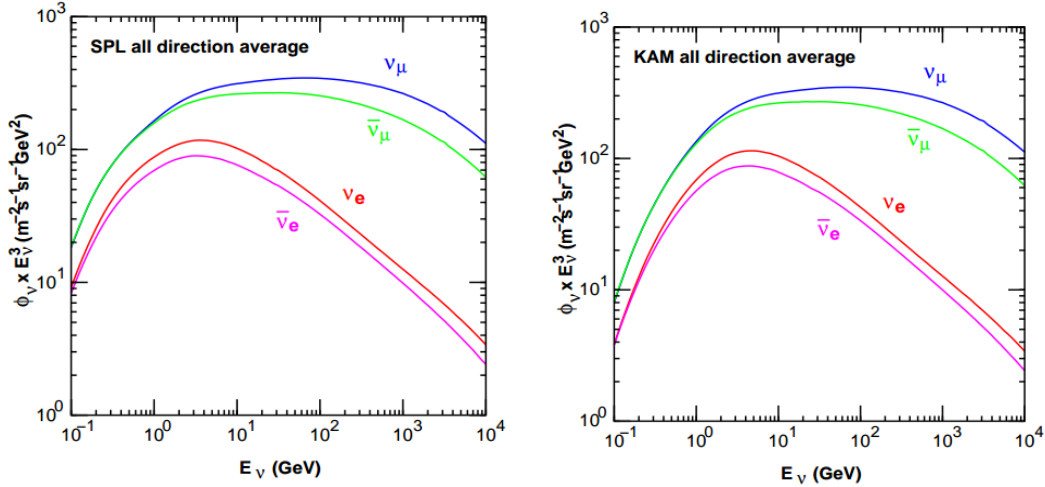 SPL all direction average
ν_μ
ν̄_μ
ν_e
ν̄_e
ϕ_ν x E_ν^3 (m^−2s^−1sr^−1GeV^2)
10^3
10^2
10^1
10^0
10^−1 10^0 10^1 10^2 10^3 10^4
E_ν (GeV)
KAM all direction average
ν_μ
ν̄_μ
ν_e
ν̄_e
ϕ_ν x E_ν^3 (m^−2s^−1sr^−1GeV^2)
10^3
10^2
10^1
10^0
10^−1 10^0 10^1 10^2 10^3 10^4
E_ν (GeV)